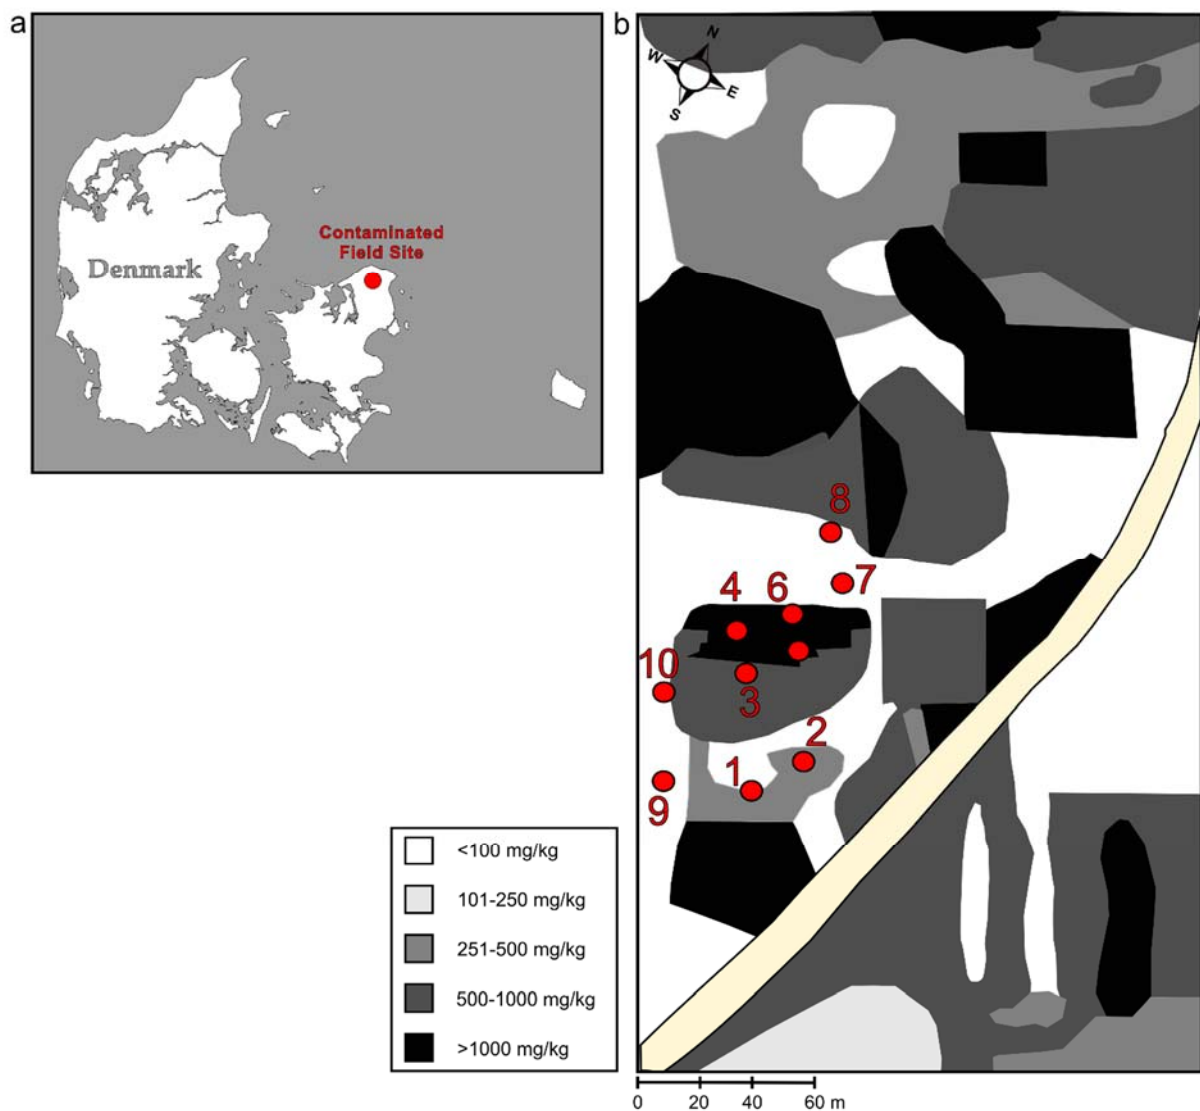 a
Contaminated
Field Site
Denmark
b
N
W
E
S
8
7
4
6
10
3
2
1
9
<100 mg/kg
101-250 mg/kg
251-500 mg/kg
500-1000 mg/kg
>1000 mg/kg
0 20 40 60 m